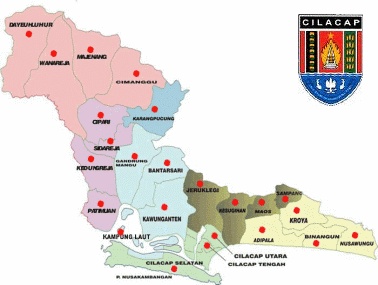 CILACAP
DAYEUHLUHUR
WANAREJA
MAJENANG
CIMANGGU
KARANGPUCUNG
CIPARI
SIDAREJA
KEDUNGREJA
GANDRUNG
MANGU
BANTARSARI
PATIMUAN
KAWUNGANTEN
KAMPUNG LAUT
JERUKLEGI
KESUGIHAN
MAOS
SAMPANG
KROYA
ADIPALA
BINANGUN
NUSAWUNGU
CILACAP UTARA
CILACAP TENGAH
CILACAP SELATAN
P. NUSAKAMBANGAN